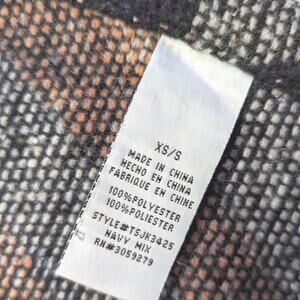 XS/S
MADE IN CHINA
HECHO EN CHINA
FABRIQUE EN CHINE
100%POLYESTER
100%POLIESTER
STYLE#TSJK3425
NAVY MIX
RN#3059279